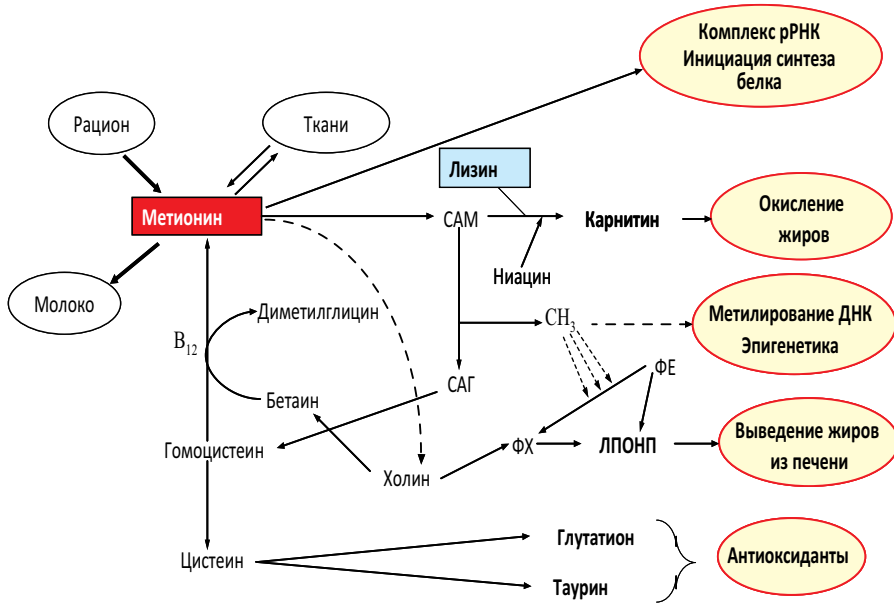 Комплекс рРНК
Инициация синтеза
белка
Рацион
Ткани
Лизин
Метионин
САМ
Карнитин
Окисление
жиров
Ниацин
Молоко
Диметилглицин
CH3
Метилирование ДНК
Эпигенетика
B12
ФЕ
САГ
Бетаин
Гомоцистеин
ФХ
ЛПОНП
Выведение жиров
из печени
Холин
Глутатион
Цистеин
Антиоксиданты
Таурин